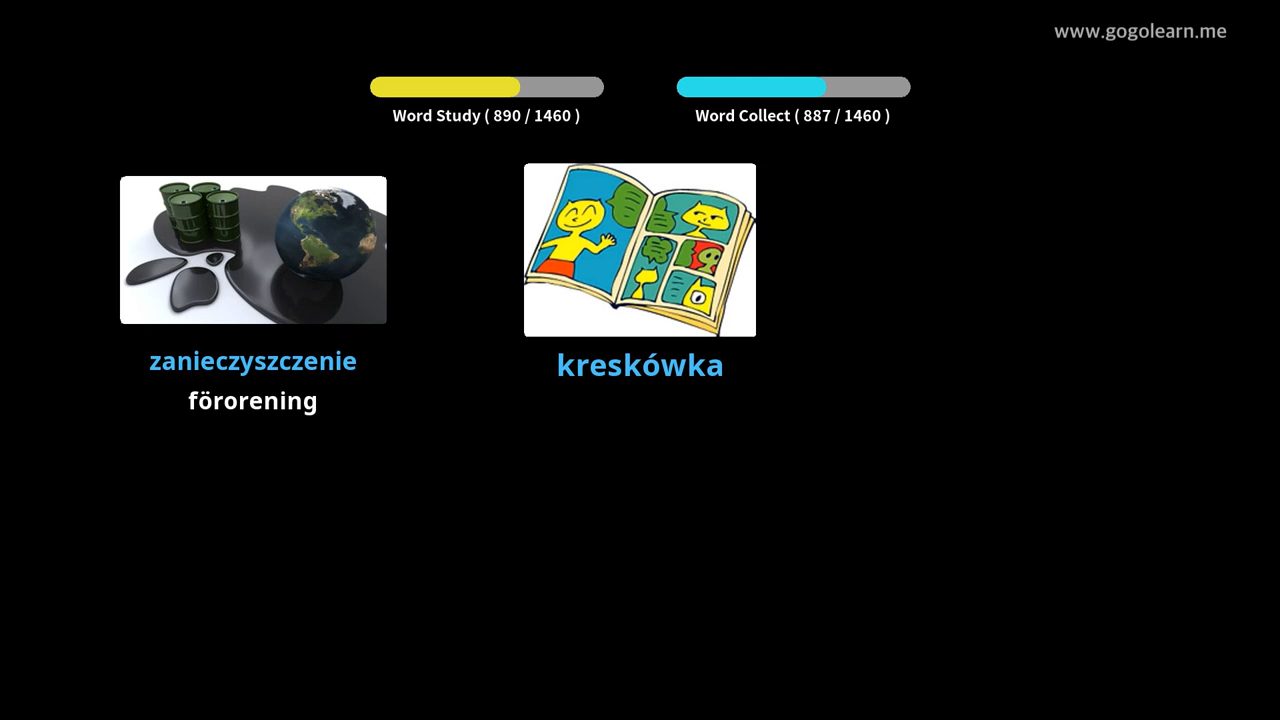 www.gogolearn.me
Word Study ( 890 / 1460 )
Word Collect ( 887 / 1460 )
zanieczyszczenie
förorening
kreskówka